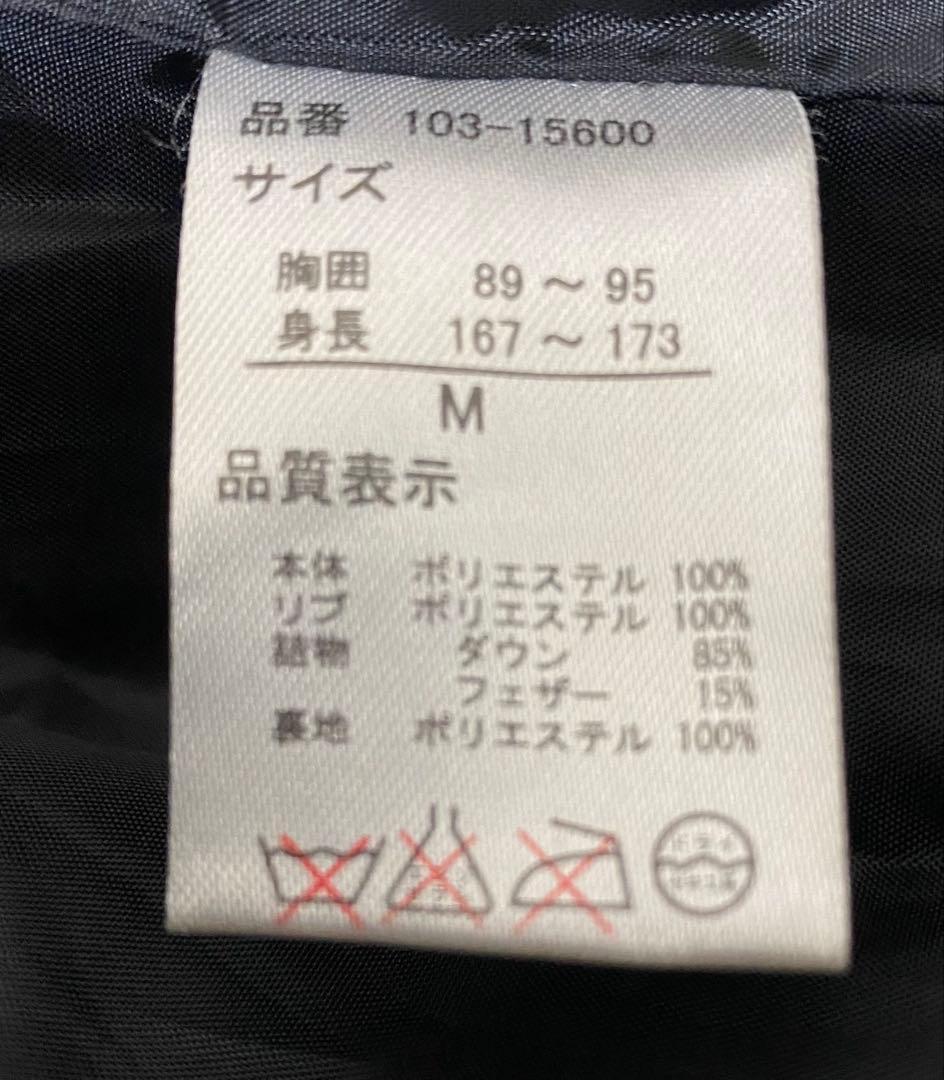 品番 103-15600
サイズ
胸囲 89 ～ 95
身長 167 ～ 173
M
品質表示
本体 ポリエステル 100%
リブ ポリエステル 100%
詰物 ダウン 85%
フェザー 15%
裏地 ポリエステル 100%